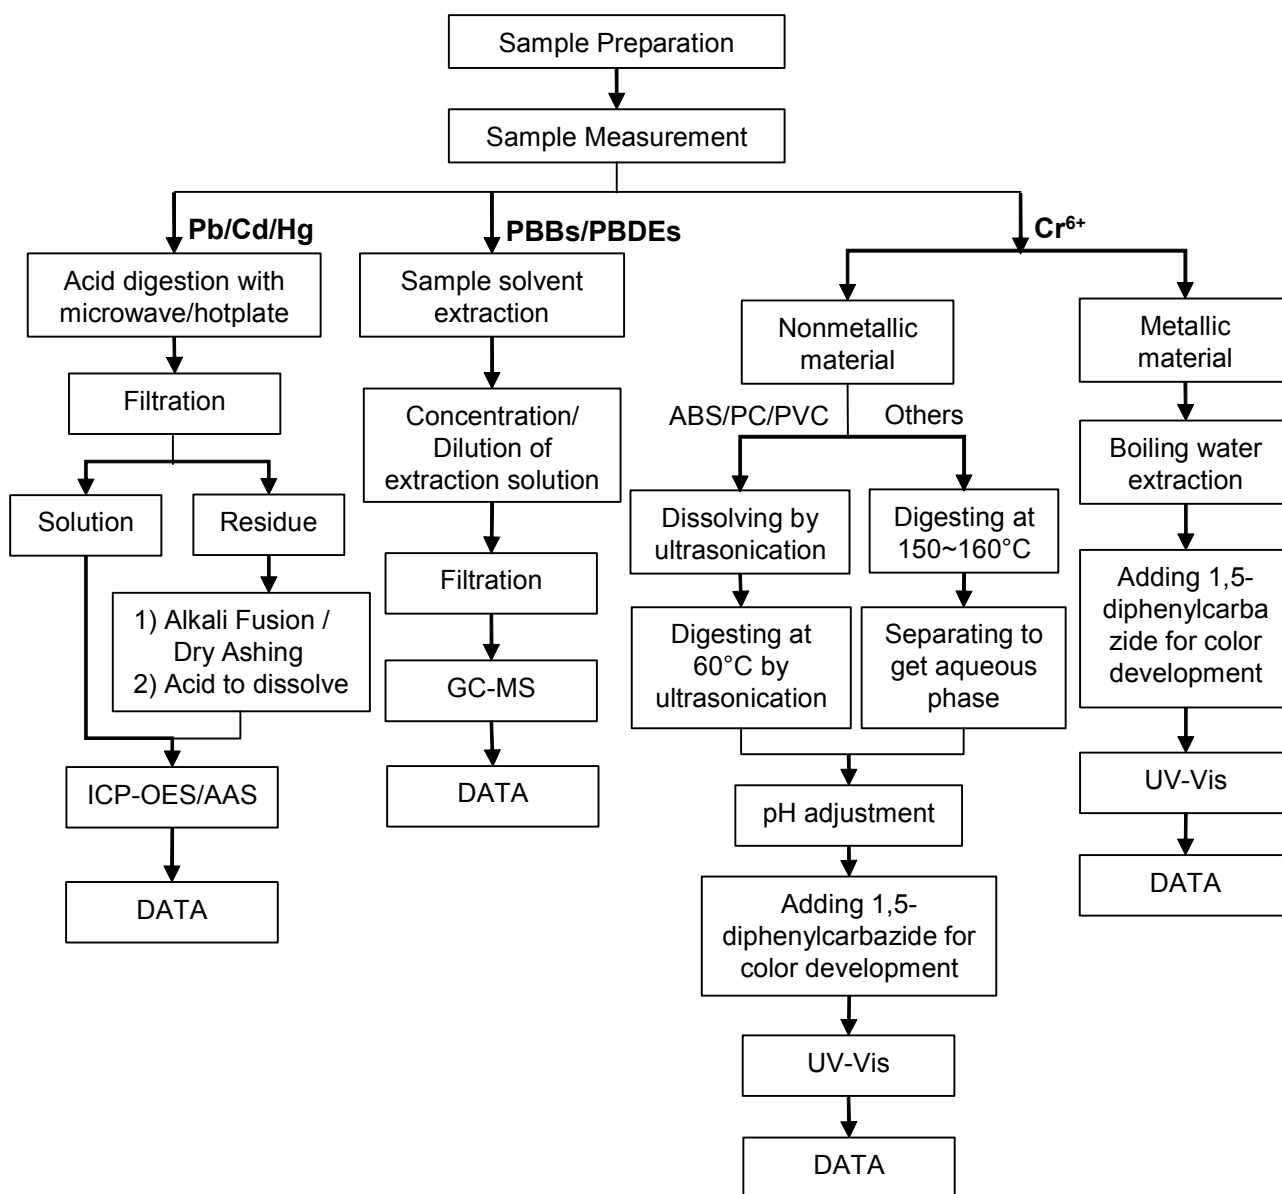 Sample Preparation
Sample Measurement
Pb/Cd/Hg
PBBs/PBDEs
Cr⁶⁺
Acid digestion with
microwave/hotplate
Filtration
Solution
Residue
1) Alkali Fusion /
Dry Ashing
2) Acid to dissolve
ICP-OES/AAS
DATA
Sample solvent
extraction
Concentration/
Dilution of
extraction solution
Filtration
GC-MS
DATA
Nonmetallic
material
ABS/PC/PVC
Others
Dissolving by
ultrasonication
Digesting at
60°C by
ultrasonication
Digesting at
150~160°C
Separating to
get aqueous
phase
pH adjustment
Adding 1,5-
diphenylcarbazide for
color development
UV-Vis
DATA
Metallic
material
Boiling water
extraction
Adding 1,5-
diphenylcarba
zide for color
development
UV-Vis
DATA